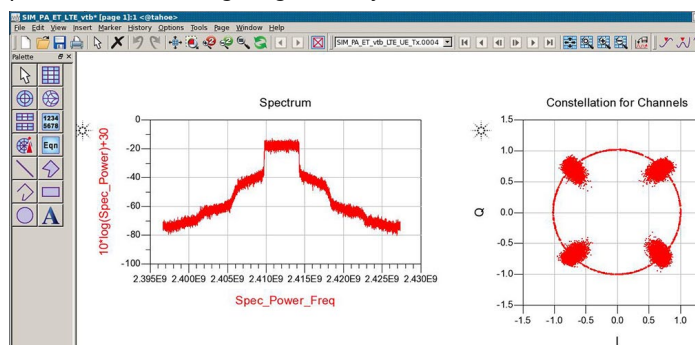 SIM_PA_ET_LTE_vtb* [page 1]:1 <@tahoe>
File Edit View Insert Marker History Options Tools Page Window Help
SIM_PA_ET_vtb_LTE_UE_Tx.0004
Palette
1234
5678
Eqn
A
Spectrum
10*log(Spec_Power)+30
0
-20
-40
-60
-80
-100
2.395E9 2.400E9 2.405E9 2.410E9 2.415E9 2.420E9 2.425E9 2.430E9
Spec_Power_Freq
Constellation for Channels
Q
1.5
1.0
0.5
0.0
-0.5
-1.0
-1.5
-1.5 -1.0 -0.5 0.0 0.5 1.0